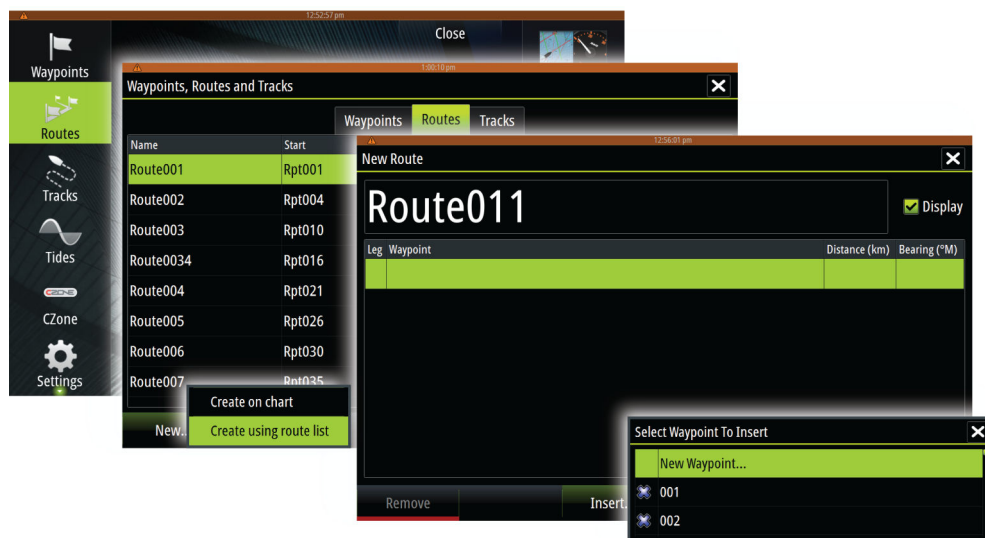 12:52:57 pm
Close
Waypoints
Routes
Tracks
Tides
CZONE
CZone
Settings
1:00:10 pm
Waypoints, Routes and Tracks
Waypoints Routes Tracks
Name Start
Route001 Rpt001
Route002 Rpt004
Route003 Rpt010
Route0034 Rpt016
Route004 Rpt021
Route005 Rpt026
Route006 Rpt030
Route007 Rpt035
New...
Create on chart
Create using route list
12:56:01 pm
New Route
Route011
Display
Leg Waypoint Distance (km) Bearing (°M)
Remove Insert.
Select Waypoint To Insert
New Waypoint...
001
002